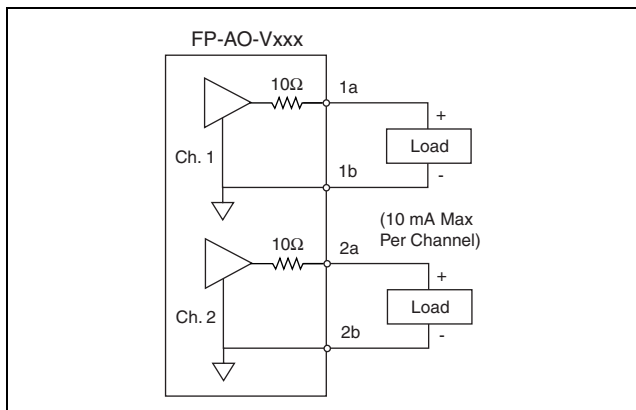 FP-AO-Vxxx
10Ω
1a
+
Load
-
Ch. 1
1b
(10 mA Max
Per Channel)
10Ω
2a
+
Load
-
Ch. 2
2b